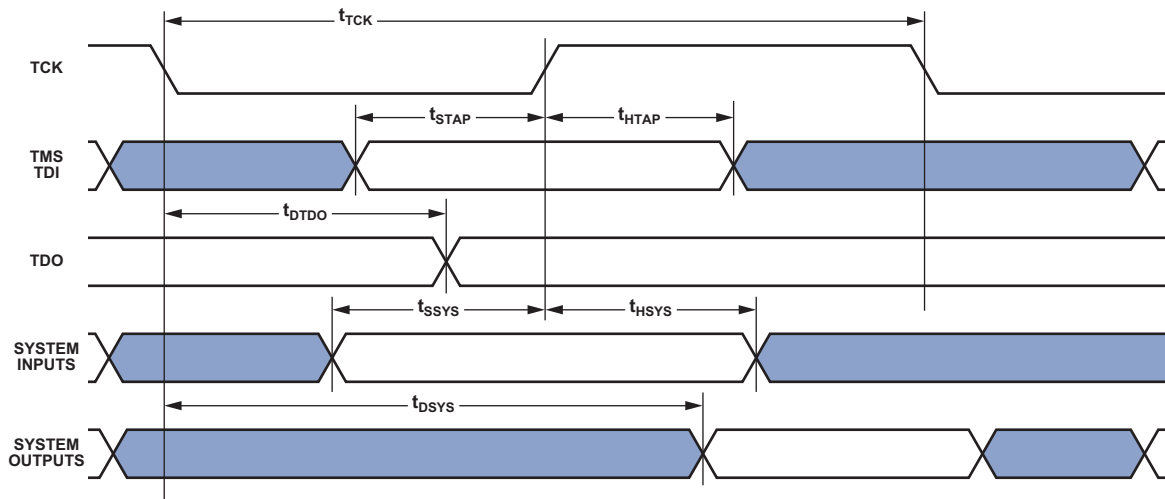 tTCK
TCK
tSTAP
tHTAP
TMS
TDI
tDTDO
TDO
tSSYS
tHSYS
SYSTEM
INPUTS
tDSYS
SYSTEM
OUTPUTS